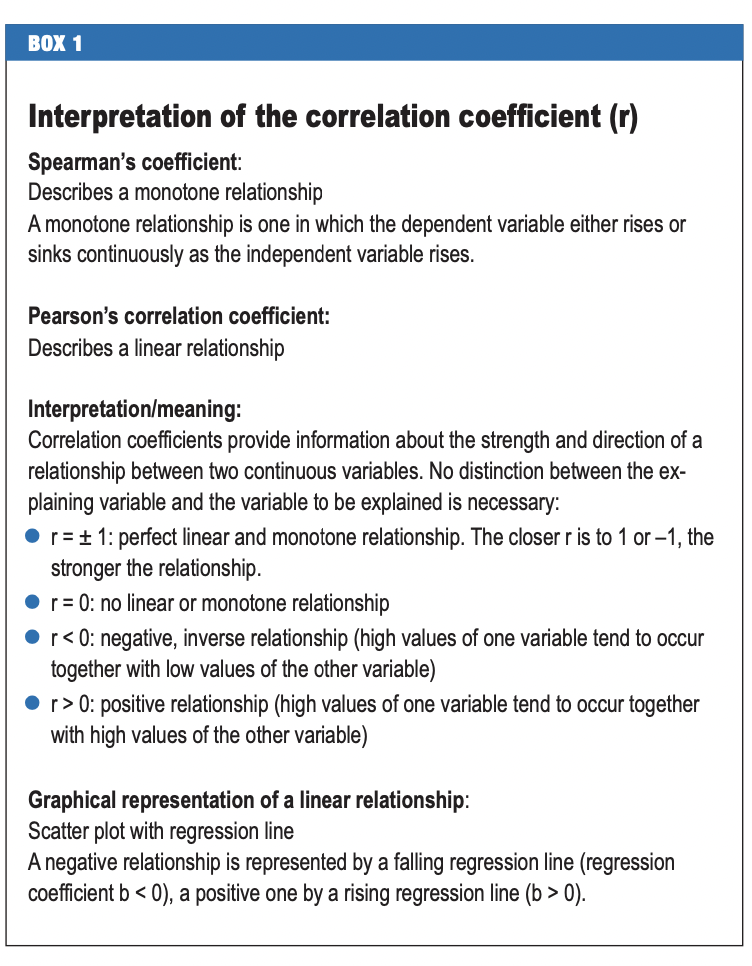 BOX 1
Interpretation of the correlation coefficient (r)
Spearman's coefficient:
Describes a monotone relationship
A monotone relationship is one in which the dependent variable either rises or
sinks continuously as the independent variable rises.
Pearson's correlation coefficient:
Describes a linear relationship
Interpretation/meaning:
Correlation coefficients provide information about the strength and direction of a
relationship between two continuous variables. No distinction between the ex-
plaining variable and the variable to be explained is necessary:
● r = ± 1: perfect linear and monotone relationship. The closer r is to 1 or –1, the
stronger the relationship.
● r = 0: no linear or monotone relationship
● r < 0: negative, inverse relationship (high values of one variable tend to occur
together with low values of the other variable)
● r > 0: positive relationship (high values of one variable tend to occur together
with high values of the other variable)
Graphical representation of a linear relationship:
Scatter plot with regression line
A negative relationship is represented by a falling regression line (regression
coefficient b < 0), a positive one by a rising regression line (b > 0).